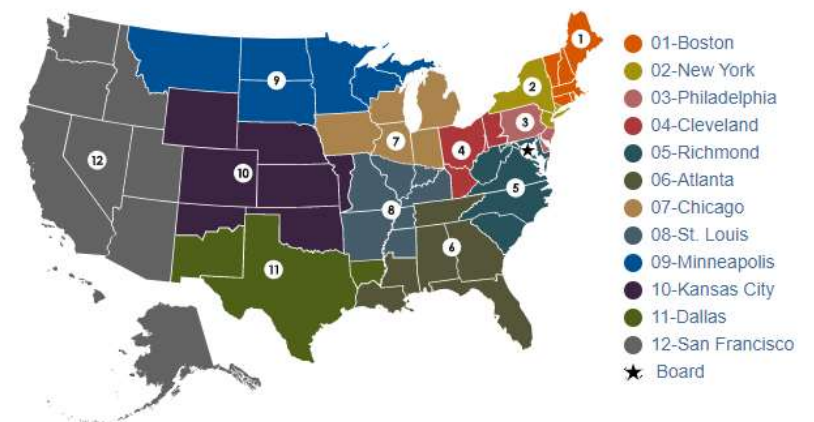 1
01-Boston
02-New York
9
2
03-Philadelphia
3
04-Cleveland
7
4
05-Richmond
12
10
5
06-Atlanta
8
07-Chicago
6
08-St. Louis
11
09-Minneapolis
10-Kansas City
11-Dallas
12-San Francisco
Board